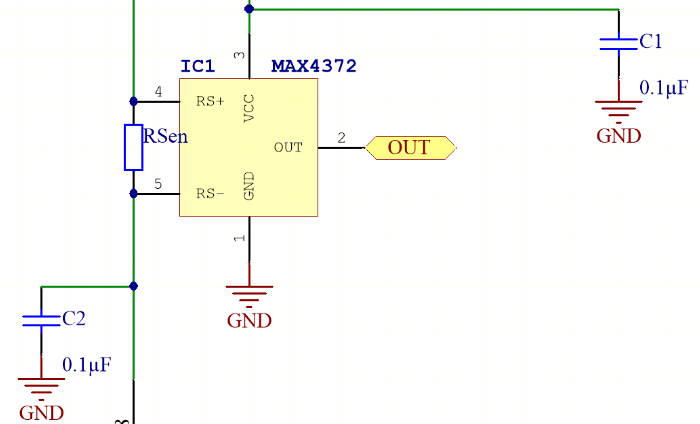 C1
3
IC1 MAX4372
0.1µF
4
RS+
VCC
GND
RSen
2
OUT
OUT
5
RS-
GND
1
C2
GND
0.1µF
GND